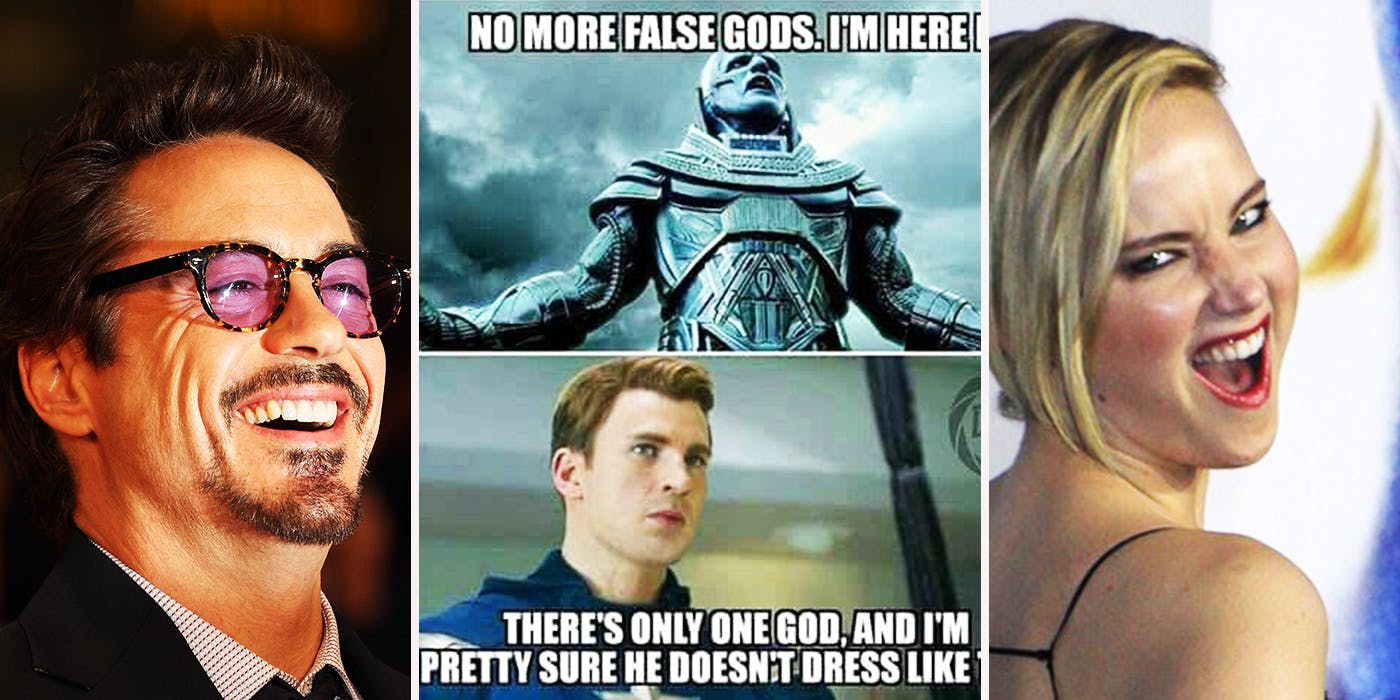 NO MORE FALSE GODS. I'M HERE
THERE'S ONLY ONE GOD, AND I'M
PRETTY SURE HE DOESN'T DRESS LIKE